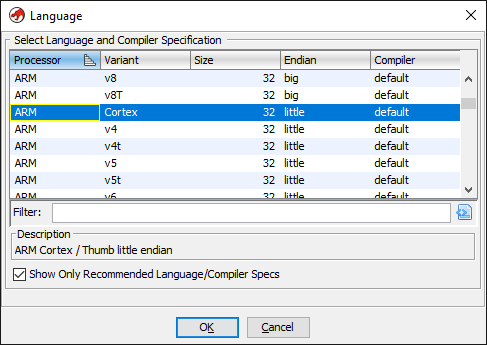 Language
Select Language and Compiler Specification
Processor Variant Size Endian Compiler
ARM v8 32 big default
ARM v8T 32 big default
ARM Cortex 32 little default
ARM v4 32 little default
ARM v4t 32 little default
ARM v5 32 little default
ARM v5t 32 little default
ARM v6 32 little default
Filter:
Description
ARM Cortex / Thumb little endian
Show Only Recommended Language/Compiler Specs
OK Cancel